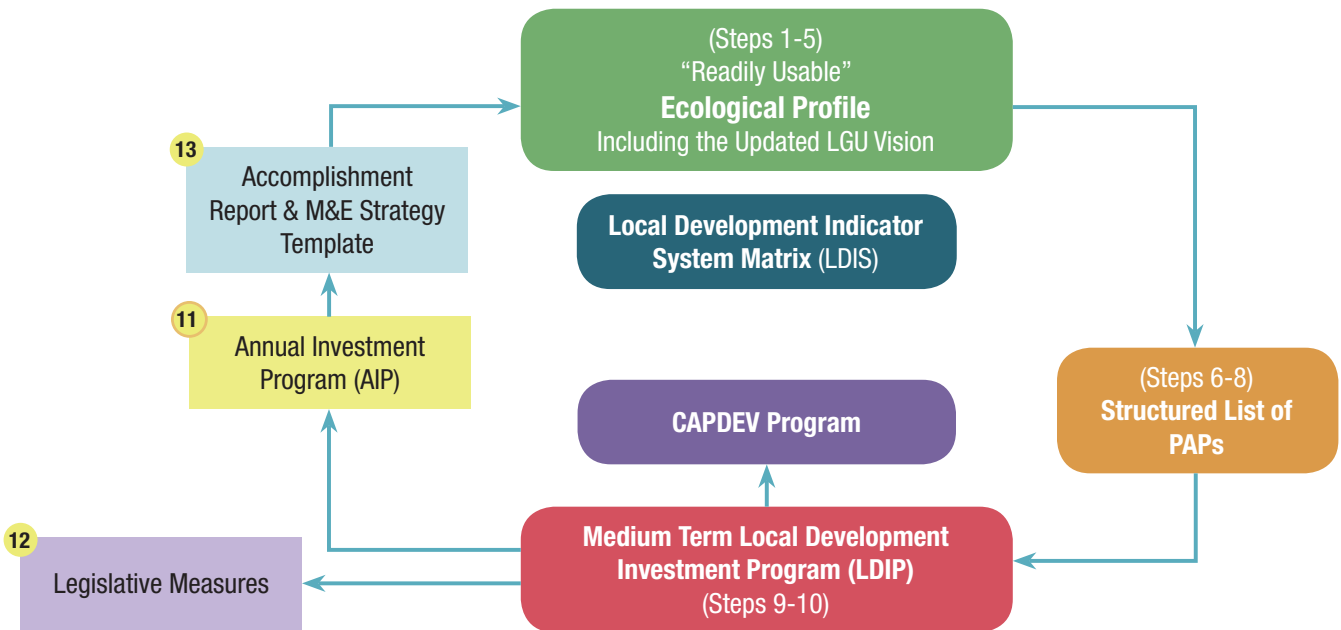 (Steps 1-5)
“Readily Usable”
Ecological Profile
Including the Updated LGU Vision
13
Accomplishment
Report & M&E Strategy
Template
Local Development Indicator
System Matrix (LDIS)
11
Annual Investment
Program (AIP)
(Steps 6-8)
Structured List of
PAPs
CAPDEV Program
Medium Term Local Development
Investment Program (LDIP)
(Steps 9-10)
12
Legislative Measures